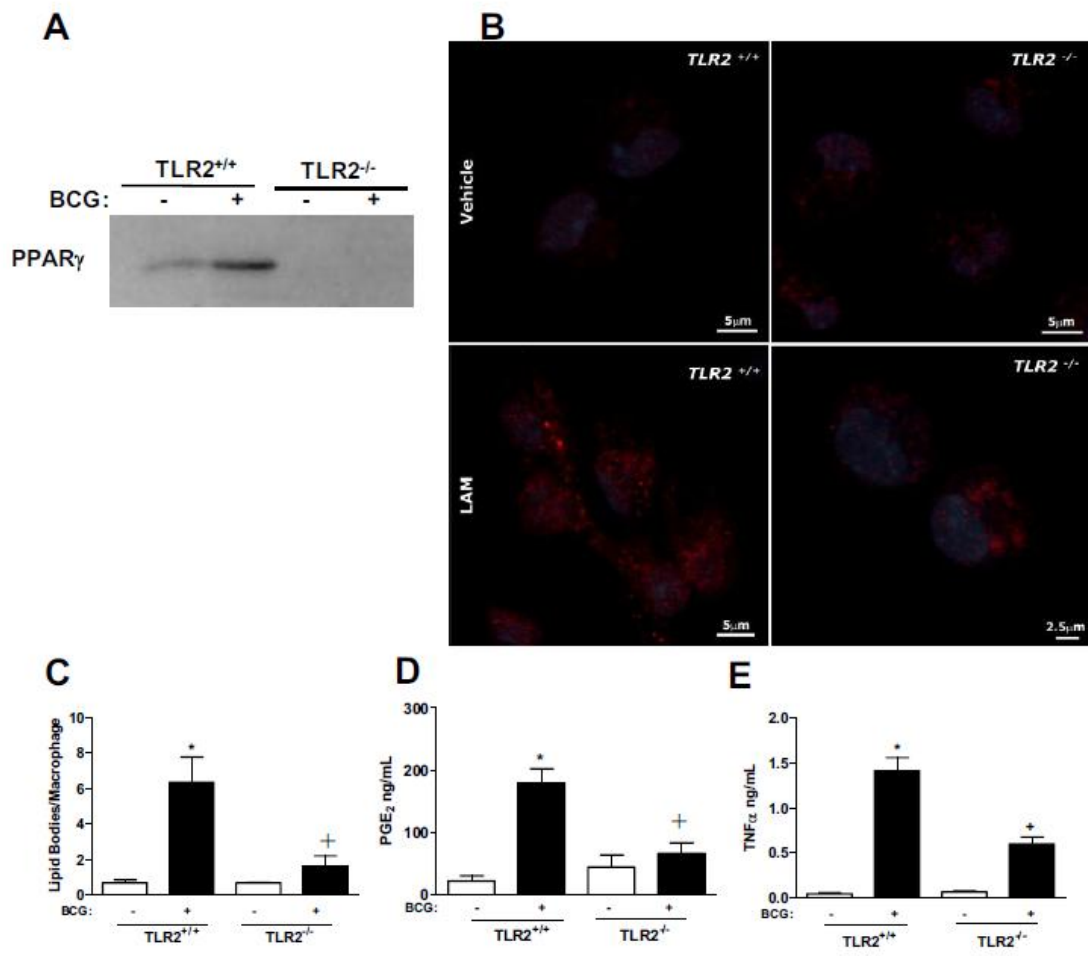 A
TLR2+/+ TLR2-/-
BCG: - + - +
PPARγ
B
TLR2 +/+
TLR2 -/-
Vehicle
5μm
5μm
TLR2 +/+
TLR2 -/-
LAM
5μm
2.5μm
C
Lipid Bodies/Macrophage
10
8
6
4
2
0
*
+
BCG: - + - +
TLR2+/+ TLR2-/-
D
PGE2 ng/mL
300
200
100
0
*
+
BCG: - + - +
TLR2+/+ TLR2-/-
E
TNFα ng/mL
2.0
1.5
1.0
0.5
0.0
*
+
BCG: - + - +
TLR2+/+ TLR2-/-